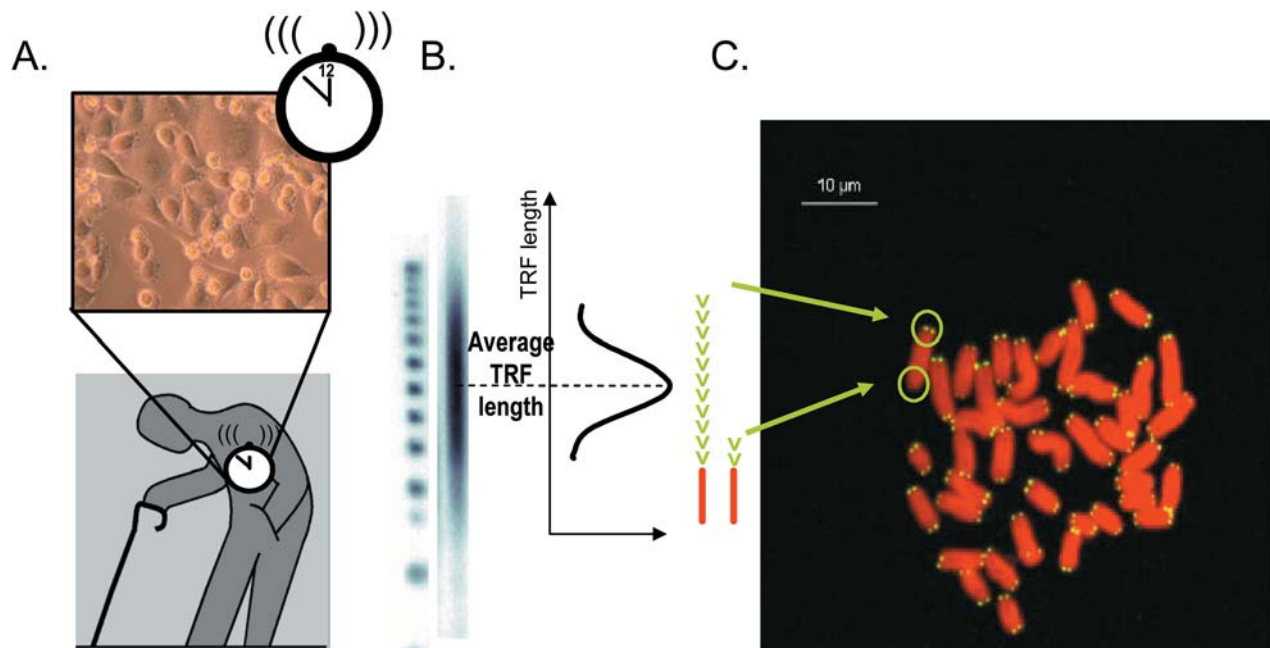 A.
((( )))
12
((( )))
B.
TRF length
Average
TRF
length
C.
10 µm